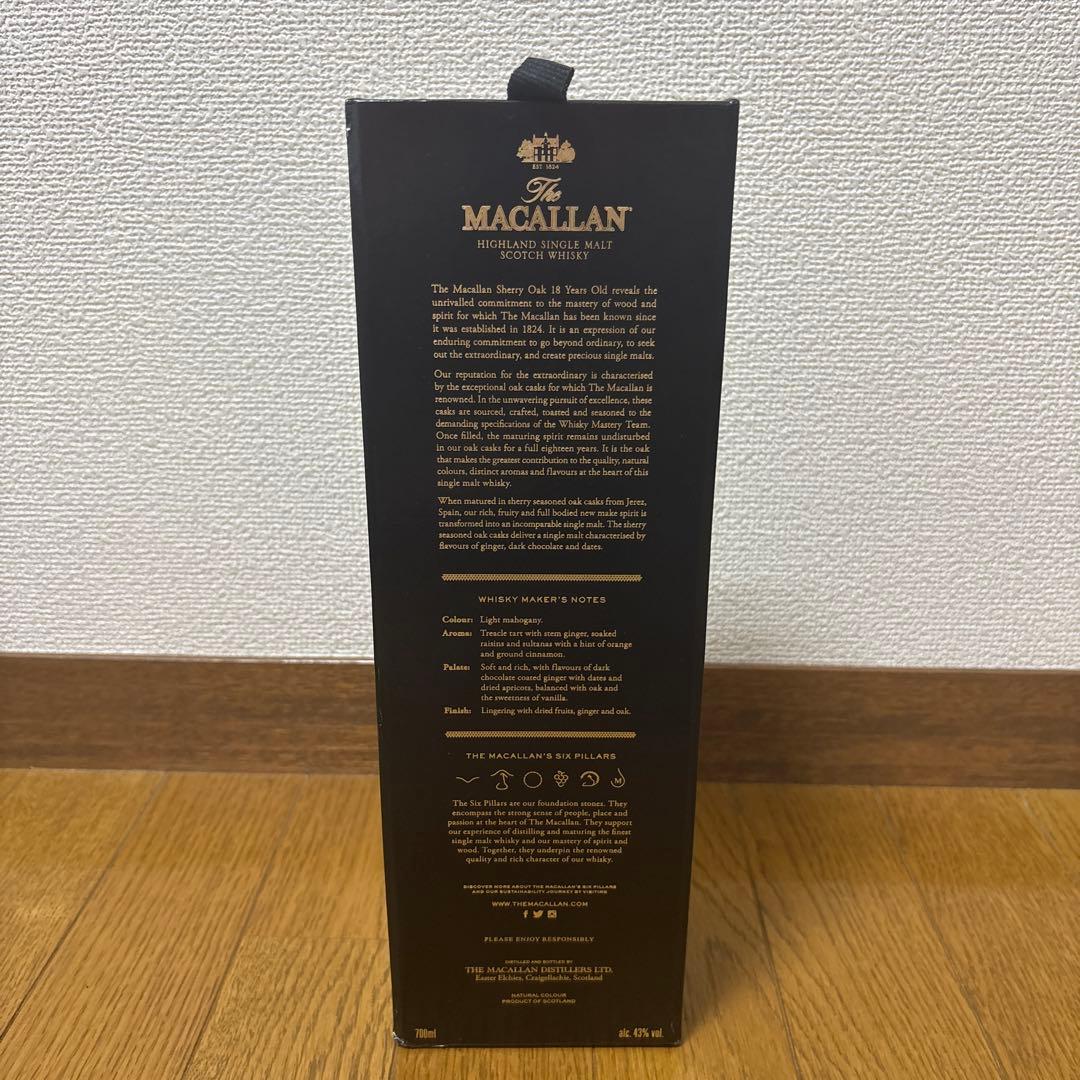 EST. 1824
The
MACALLAN
HIGHLAND SINGLE MALT
SCOTCH WHISKY
The Macallan Sherry Oak 18 Years Old reveals the
unrivalled commitment to the mastery of wood and
spirit for which The Macallan has been known since
it was established in 1824. It is an expression of our
enduring commitment to go beyond ordinary, to seek
out the extraordinary, and create precious single malts.
Our reputation for the extraordinary is characterised
by the exceptional oak casks for which The Macallan is
renowned. In the unwavering pursuit of excellence, these
casks are sourced, crafted, toasted and seasoned to the
demanding specifications of the Whisky Mastery Team.
Once filled, the maturing spirit remains undisturbed
in our oak casks for a full eighteen years. It is the oak
that makes the greatest contribution to the quality, natural
colours, distinct aromas and flavours at the heart of this
single malt whisky.
When matured in sherry seasoned oak casks from Jerez,
Spain, our rich, fruity and full bodied new make spirit is
transformed into an incomparable single malt. The sherry
seasoned oak casks deliver a single malt characterised by
flavours of ginger, dark chocolate and dates.
WHISKY MAKER'S NOTES
Colour: Light mahogany.
Aroma: Treacle tart with stem ginger, soaked
raisins and sultanas with a hint of orange
and ground cinnamon.
Palate: Soft and rich, with flavours of dark
chocolate coated ginger with dates and
dried apricots, balanced with oak and
the sweetness of vanilla.
Finish: Lingering with dried fruits, ginger and oak.
THE MACALLAN'S SIX PILLARS
M
The Six Pillars are our foundation stones. They
encompass the strong sense of people, place and
passion at the heart of The Macallan. They support
our experience of distilling and maturing the finest
single malt whisky and our mastery of spirit and
wood. Together, they underpin the renowned
quality and rich character of our whisky.
DISCOVER MORE ABOUT THE MACALLAN'S SIX PILLARS
AND OUR SUSTAINABILITY JOURNEY BY VISITING
WWW.THEMACALLAN.COM
PLEASE ENJOY RESPONSIBLY
DISTILLED AND BOTTLED BY
THE MACALLAN DISTILLERS LTD.
Easter Elchies, Craigellachie, Scotland
NATURAL COLOUR
PRODUCT OF SCOTLAND
700ml alc. 43% vol.